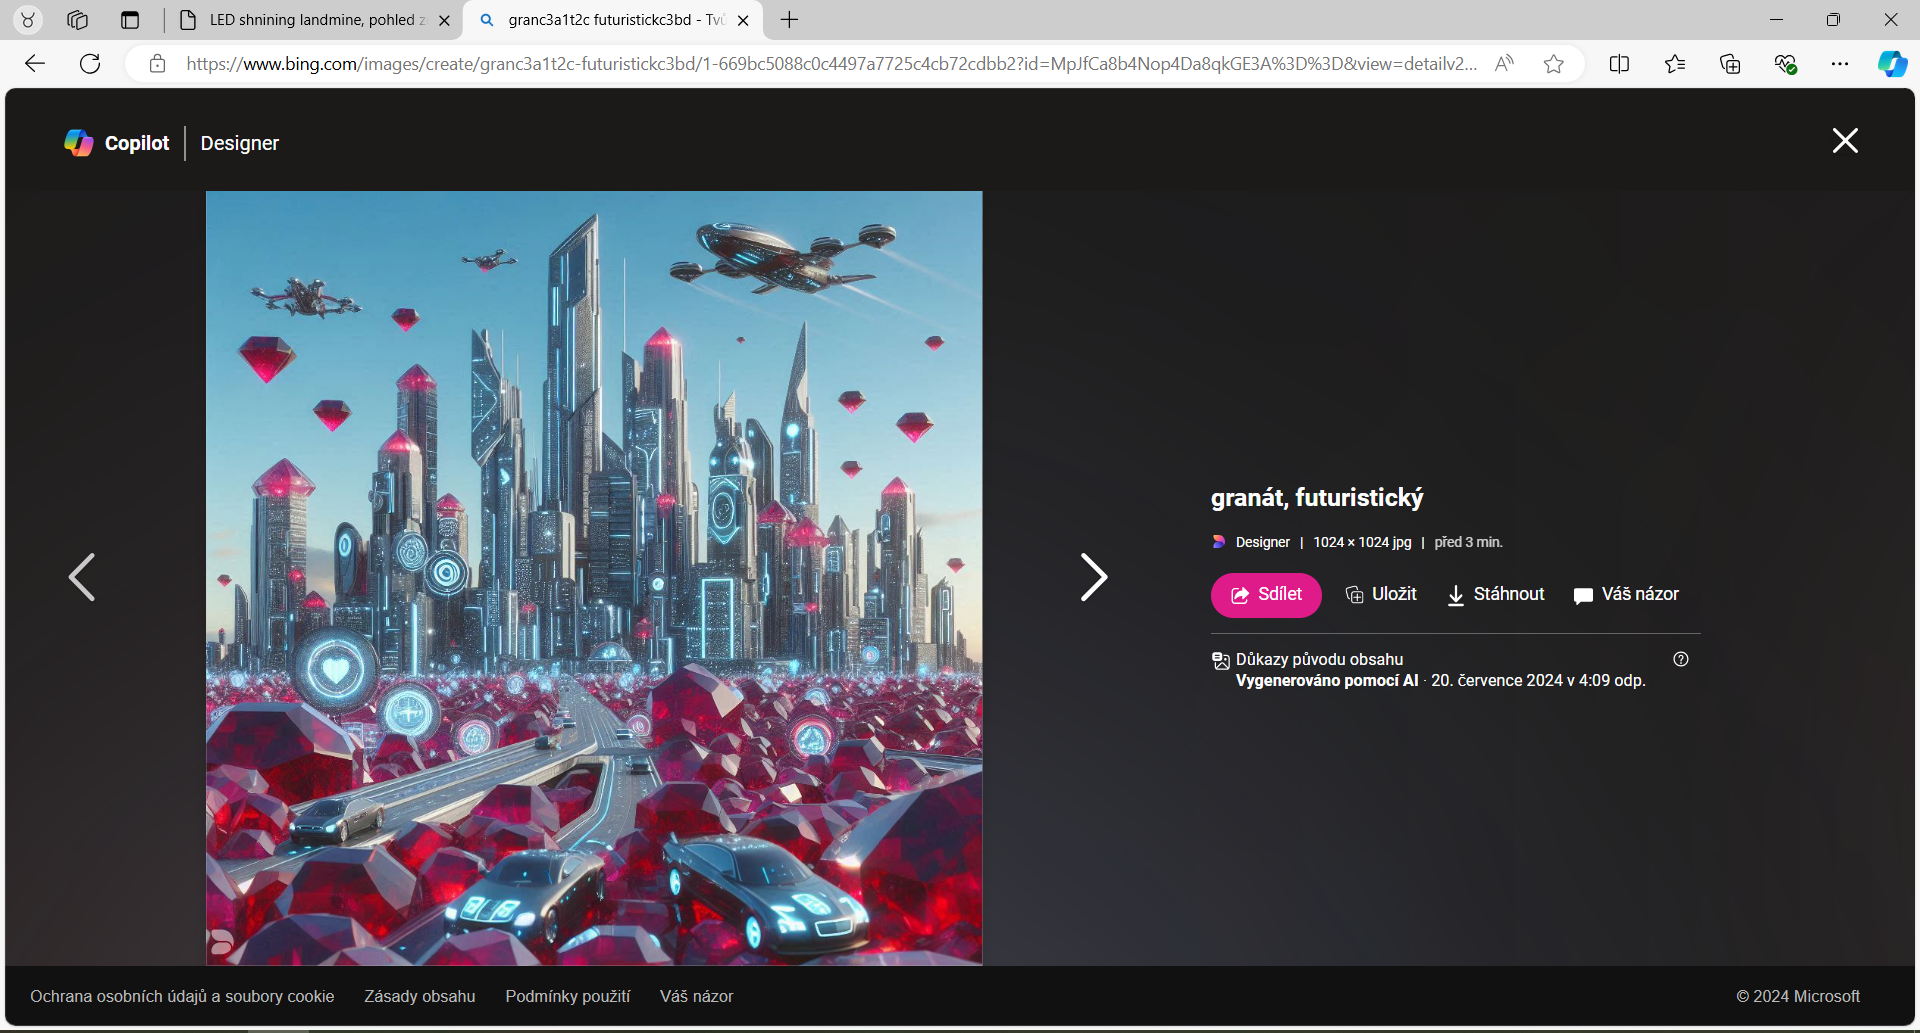 LED shnining landmine, pohled z
granc3a1t2c futuristickc3bd - Tvů
https://www.bing.com/images/create/granc3a1t2c-futuristickc3bd/1-669bc5088c0c4497a7725c4cb72cdbb2?id=MpJfCa8b4Nop4Da8qkGE3A%3D%3D&view=detailv2...
Copilot
Designer
granát, futuristický
Designer | 1024 × 1024 jpg | před 3 min.
Sdílet Uložit Stáhnout Váš názor
Důkazy původu obsahu
Vygenerováno pomocí AI · 20. července 2024 v 4:09 odp.
Ochrana osobních údajů a soubory cookie Zásady obsahu Podmínky použití Váš názor
© 2024 Microsoft